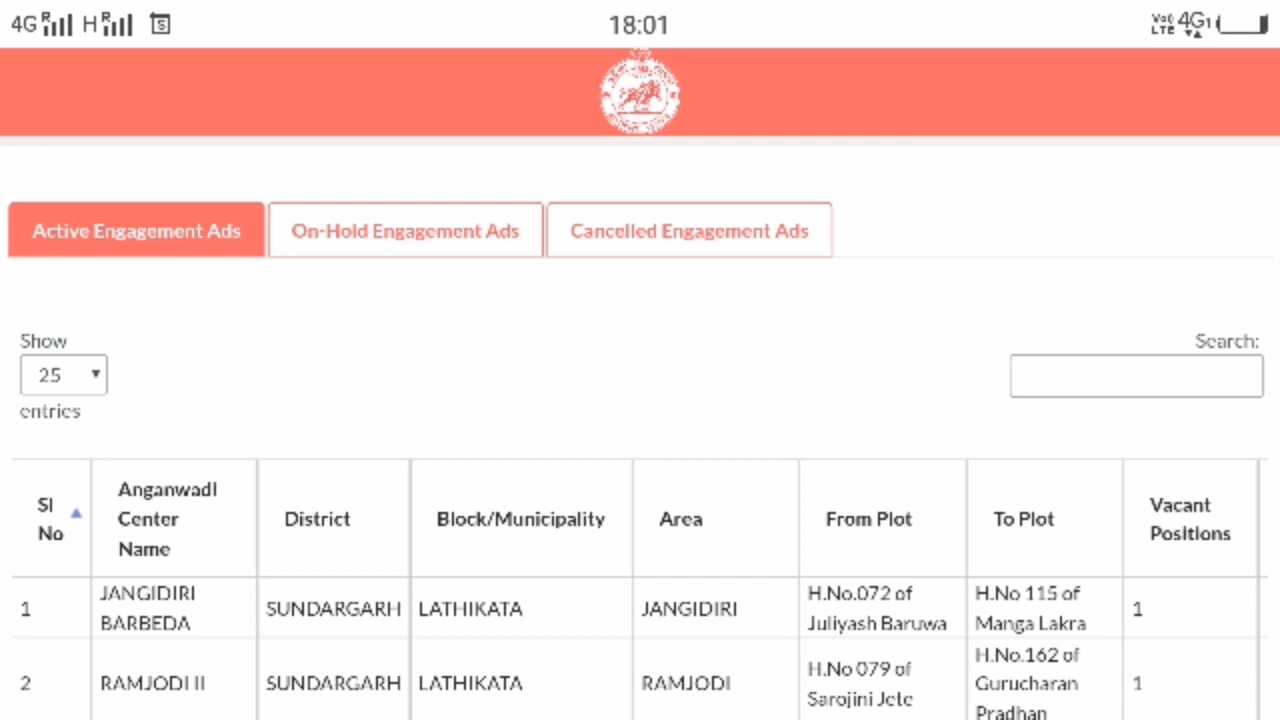 4G R H R S 18:01 Vo) LTE 4G1
Active Engagement Ads On-Hold Engagement Ads Cancelled Engagement Ads
Show
25
entries
Search:
Sl No Anganwadi Center Name District Block/Municipality Area From Plot To Plot Vacant Positions
1 JANGIDIRI BARBEDA SUNDARGARH LATHIKATA JANGIDIRI H.No.072 of Juliyash Baruwa H.No 115 of Manga Lakra 1
2 RAMJODI II SUNDARGARH LATHIKATA RAMJODI H.No 079 of Sarojini Jete H.No.162 of Gurucharan Pradhan 1